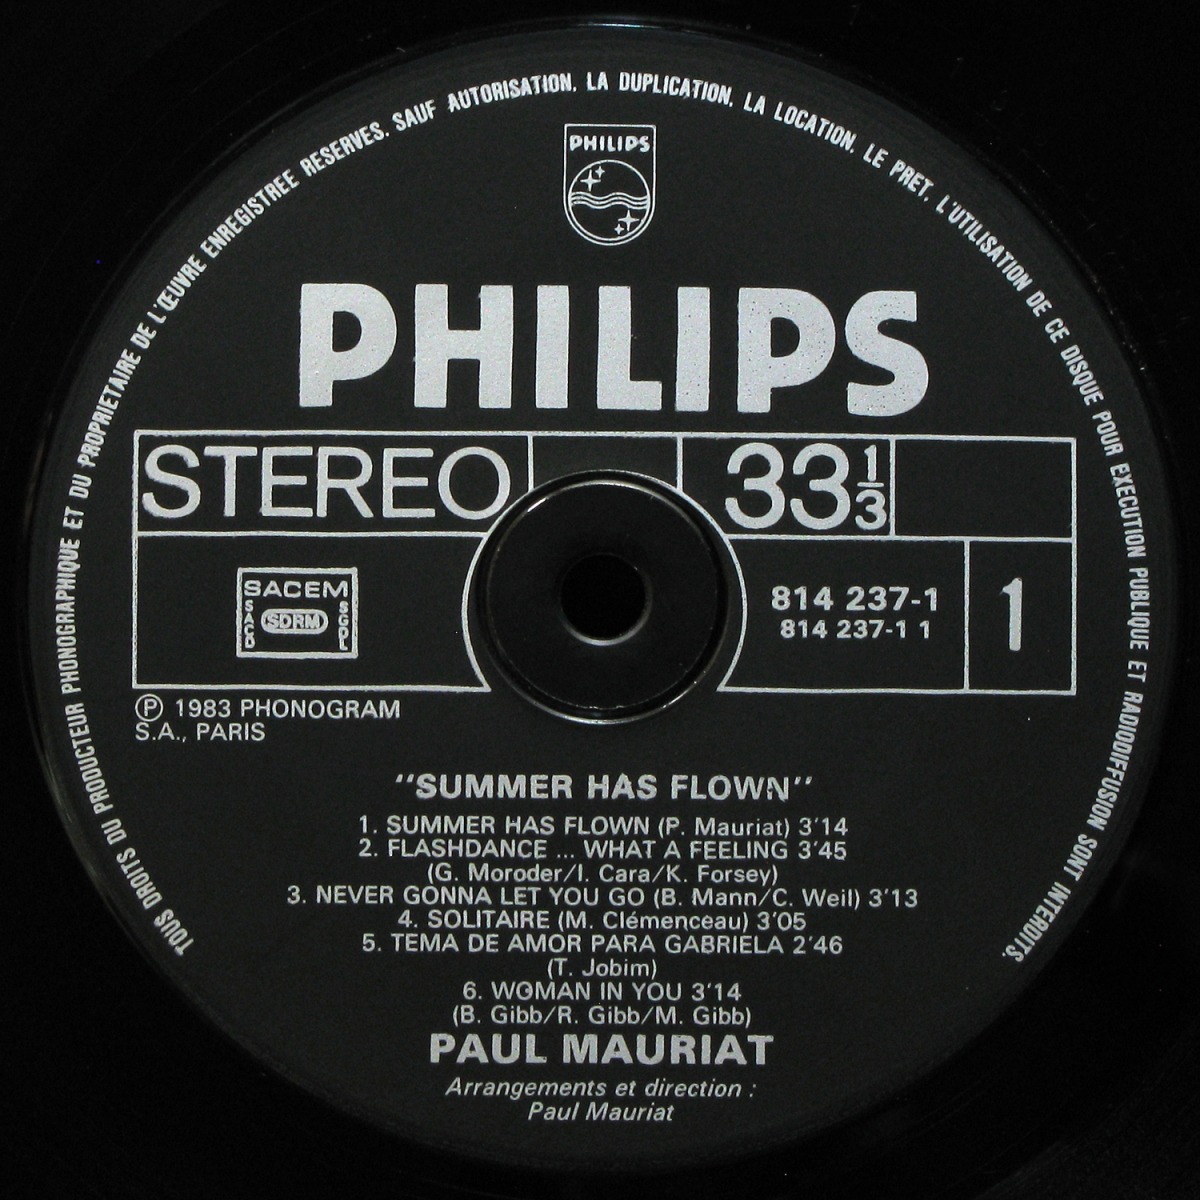 TOUS DROITS DU PRODUCTEUR PHONOGRAPHIQUE ET DU PROPRIETAIRE DE L'ŒUVRE ENREGISTREE RESERVES. SAUF AUTORISATION, LA DUPLICATION, LA LOCATION, LE PRET, L'UTILISATION DE CE DISQUE POUR EXECUTION PUBLIQUE ET RADIODIFFUSION SONT INTERDITS.
PHILIPS
PHILIPS
STEREO 33 1/3
SACEM
SACD SDRM SGDL
814 237-1
814 237-1 1
1
Ⓟ 1983 PHONOGRAM
S.A., PARIS
"SUMMER HAS FLOWN"
1. SUMMER HAS FLOWN (P. Mauriat) 3'14
2. FLASHDANCE ... WHAT A FEELING 3'45
(G. Moroder/I. Cara/K. Forsey)
3. NEVER GONNA LET YOU GO (B. Mann/C. Weil) 3'13
4. SOLITAIRE (M. Clémenceau) 3'05
5. TEMA DE AMOR PARA GABRIELA 2'46
(T. Jobim)
6. WOMAN IN YOU 3'14
(B. Gibb/R. Gibb/M. Gibb)
PAUL MAURIAT
Arrangements et direction :
Paul Mauriat